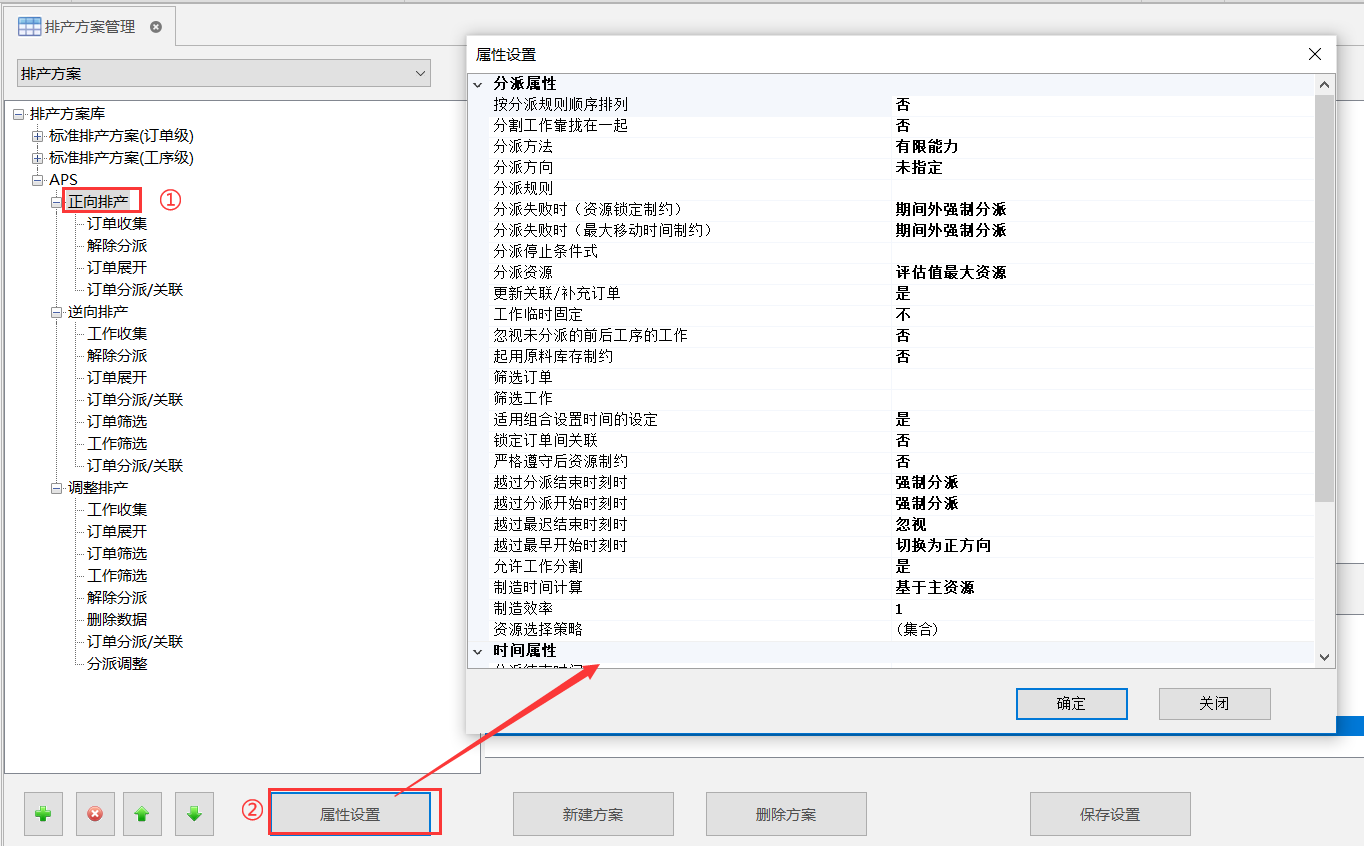 排产方案管理
排产方案
排产方案库
标准排产方案(订单级)
标准排产方案(工序级)
APS
正向排产
①
订单收集
解除分派
订单展开
订单分派/关联
逆向排产
工作收集
解除分派
订单展开
订单分派/关联
订单筛选
工作筛选
订单分派/关联
调整排产
工作收集
订单展开
订单筛选
工作筛选
解除分派
删除数据
订单分派/关联
分派调整
属性设置
分派属性
按分派规则顺序排列 否
分割工作靠拢在一起 否
分派方法 有限能力
分派方向 未指定
分派规则
分派失败时（资源锁定制约） 期间外强制分派
分派失败时（最大移动时间制约） 期间外强制分派
分派停止条件式
分派资源 评估值最大资源
更新关联/补充订单 是
工作临时固定 不
忽视未分派的前后工序的工作 否
起用原料库存制约 否
筛选订单
筛选工作
适用组合设置时间的设定 是
锁定订单间关联 否
严格遵守后资源制约 否
越过分派结束时刻时 强制分派
越过分派开始时刻时 强制分派
越过最迟结束时刻时 忽视
越过最早开始时刻时 切换为正方向
允许工作分割 是
制造时间计算 基于主资源
制造效率 1
资源选择策略 (集合)
时间属性
确定
关闭
②
属性设置
新建方案
删除方案
保存设置